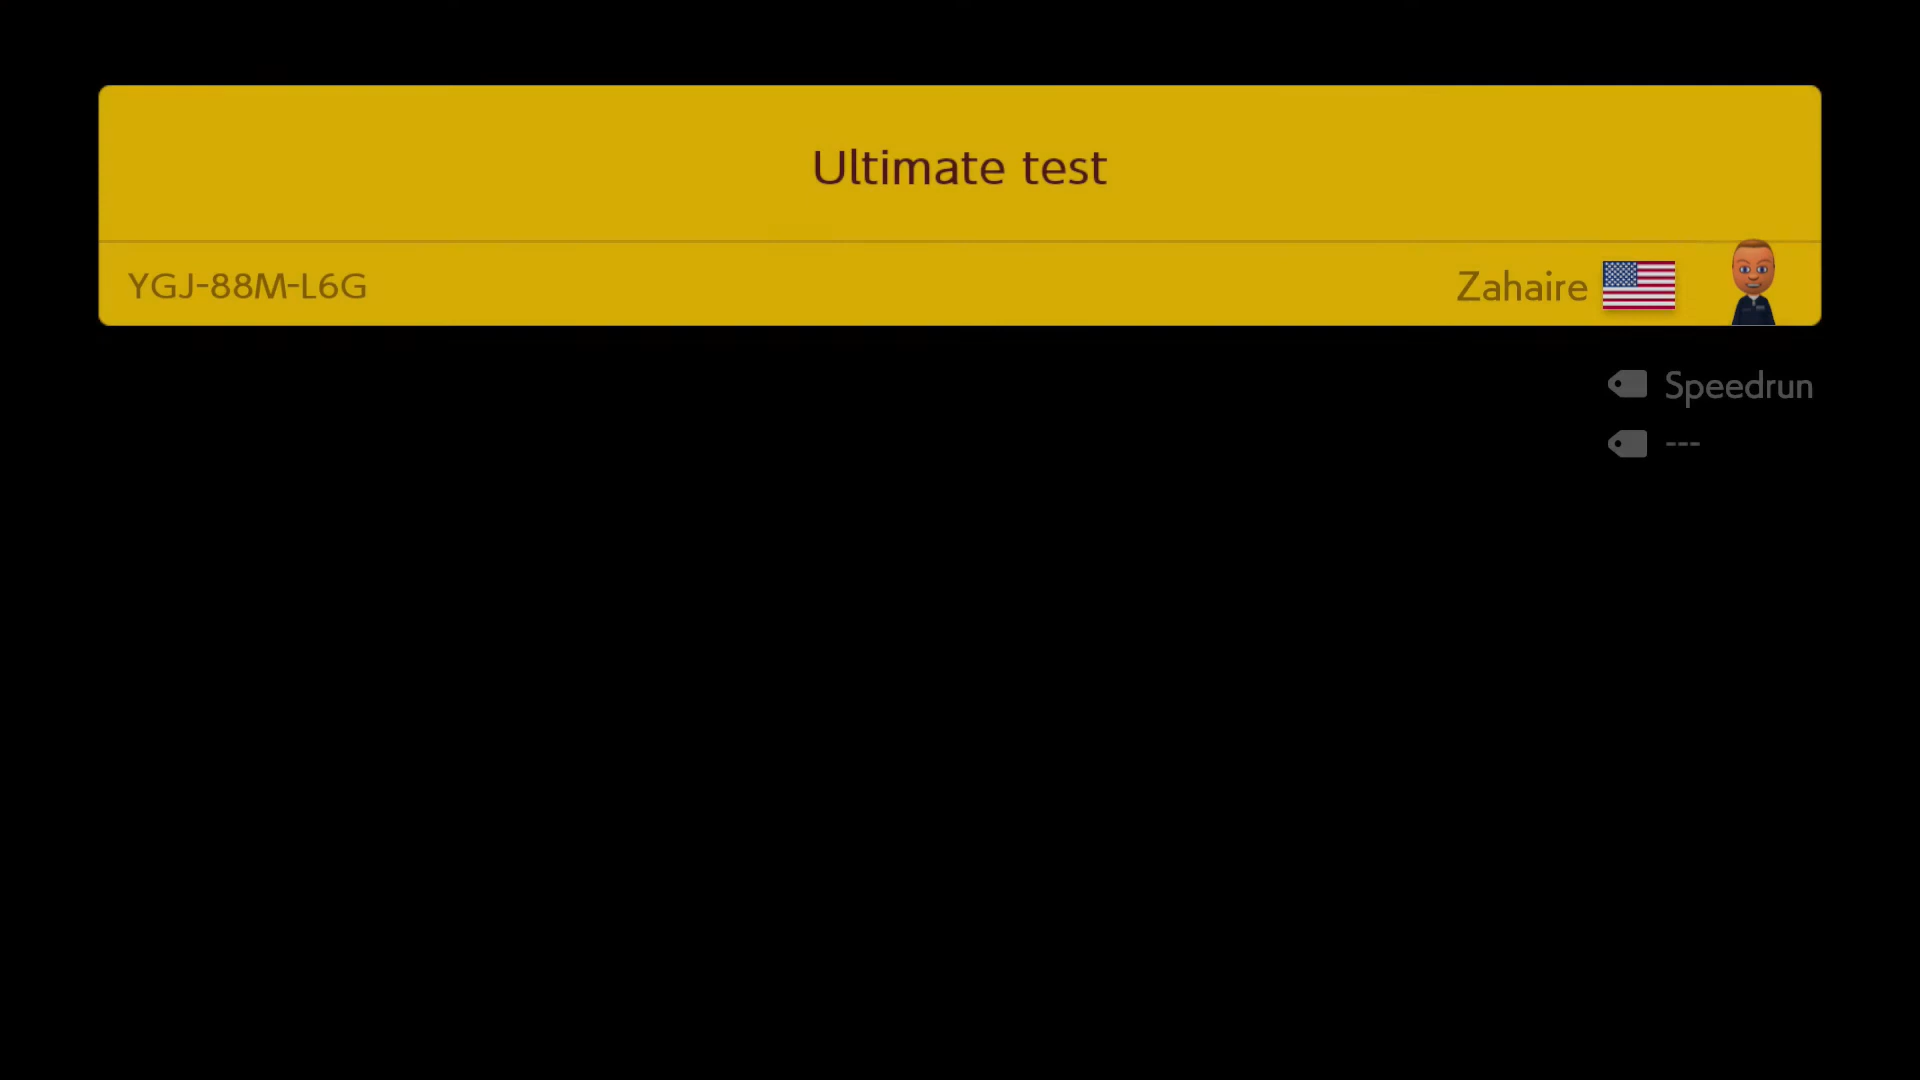 Ultimate test
YGJ-88M-L6G
Zahaire
Speedrun
---